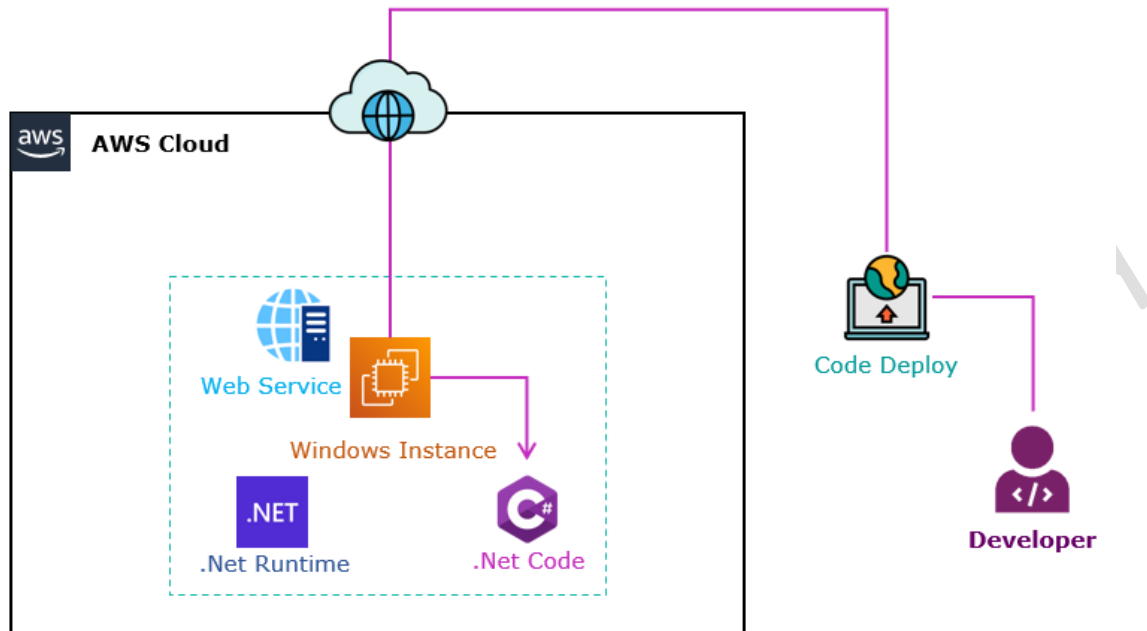 aws
AWS Cloud
Web Service
Windows Instance
.NET
.Net Runtime
C#
.Net Code
Code Deploy
</>
Developer